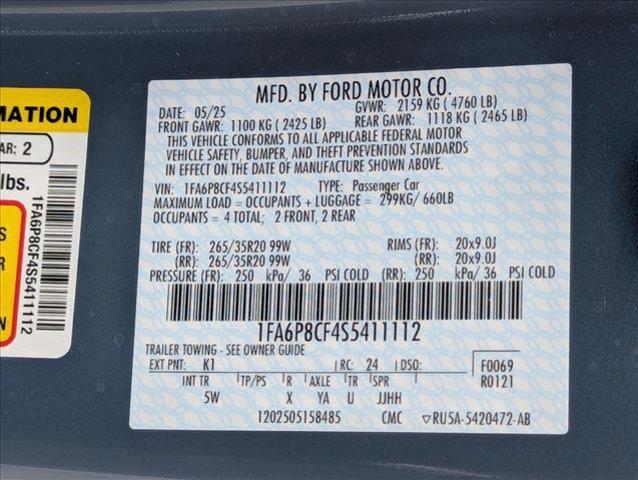 MATION
AR: 2
lbs.
S
R
N
1FA6P8CF4S5411112
MFD. BY FORD MOTOR CO.
DATE: 05/25 GVWR: 2159 KG ( 4760 LB)
FRONT GAWR: 1100 KG ( 2425 LB) REAR GAWR: 1118 KG ( 2465 LB)
THIS VEHICLE CONFORMS TO ALL APPLICABLE FEDERAL MOTOR
VEHICLE SAFETY, BUMPER, AND THEFT PREVENTION STANDARDS
IN EFFECT ON THE DATE OF MANUFACTURE SHOWN ABOVE.
VIN: 1FA6P8CF4S5411112 TYPE: Passenger Car
MAXIMUM LOAD = OCCUPANTS + LUGGAGE = 299KG/ 660LB
OCCUPANTS = 4 TOTAL; 2 FRONT, 2 REAR
TIRE (FR): 265/35R20 99W RIMS (FR): 20x9.0J
(RR): 265/35R20 99W (RR): 20x9.0J
PRESSURE (FR): 250 kPa/ 36 PSI COLD (RR): 250 kPa/ 36 PSI COLD
1FA6P8CF4S5411112
TRAILER TOWING - SEE OWNER GUIDE
EXT PNT: K1 RC: 24 DSO: F0069
R0121
INT TR TP/PS R AXLE TR SPR
5W X YA U JJHH
1202505158485 CMC ▽RU5A-5420472-AB